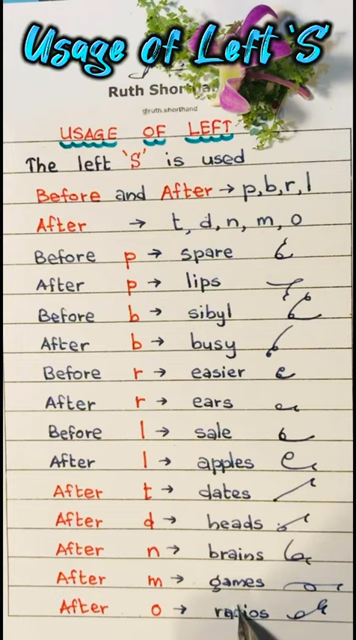 Usage of Left 'S
Ruth Shorthand
@ruth.shorthand
USAGE OF LEFT
The left 'S' is used
Before and After → p, b, r, l
After → t, d, n, m, o
Before p → spare
After p → lips
Before b → sibyl
After b → busy
Before r → easier
After r → ears
Before l → sale
After l → apples
After t → dates
After d → heads
After n → brains
After m → games
After o → radios